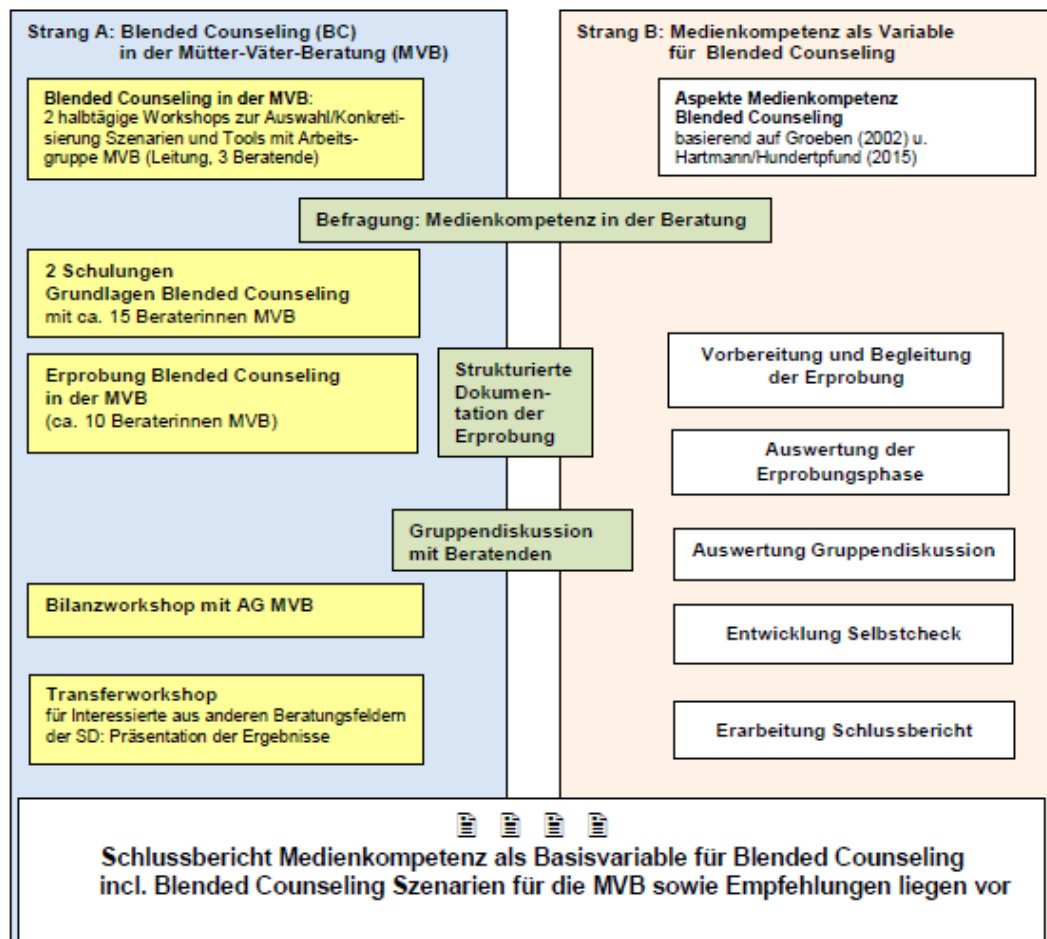 Strang A: Blended Counseling (BC)
in der Mütter-Väter-Beratung (MVB)
Strang B: Medienkompetenz als Variable
für Blended Counseling
Blended Counseling in der MVB:
2 halbtägige Workshops zur Auswahl/Konkreti-
sierung Szenarien und Tools mit Arbeits-
gruppe MVB (Leitung, 3 Beratende)
Aspekte Medienkompetenz
Blended Counseling
basierend auf Groeben (2002) u.
Hartmann/Hundertpfund (2015)
Befragung: Medienkompetenz in der Beratung
2 Schulungen
Grundlagen Blended Counseling
mit ca. 15 Beraterinnen MVB
Erprobung Blended Counseling
in der MVB
(ca. 10 Beraterinnen MVB)
Strukturierte
Dokumen-
tation der
Erprobung
Vorbereitung und Begleitung
der Erprobung
Auswertung der
Erprobungsphase
Gruppendiskussion
mit Beratenden
Auswertung Gruppendiskussion
Bilanzworkshop mit AG MVB
Entwicklung Selbstcheck
Transferworkshop
für Interessierte aus anderen Beratungsfeldern
der SD: Präsentation der Ergebnisse
Erarbeitung Schlussbericht
Schlussbericht Medienkompetenz als Basisvariable für Blended Counseling
incl. Blended Counseling Szenarien für die MVB sowie Empfehlungen liegen vor